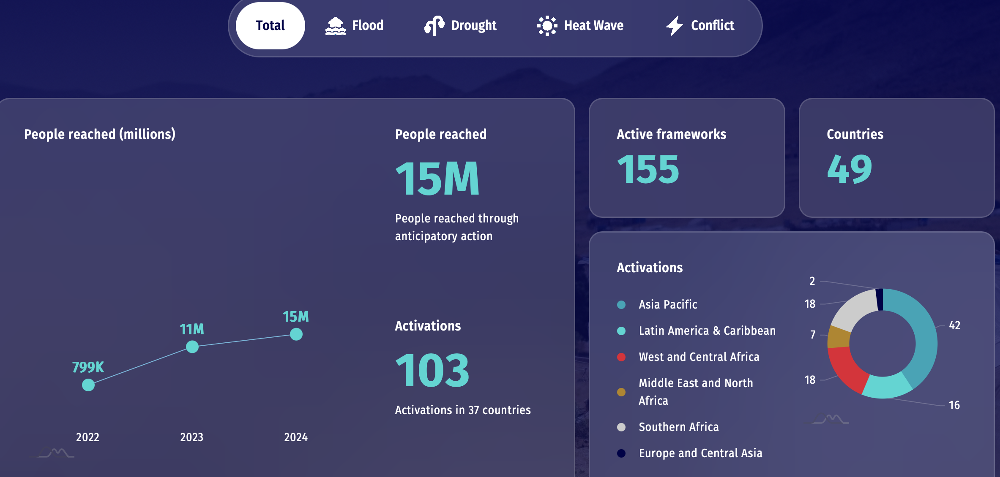 Total
Flood
Drought
Heat Wave
Conflict
People reached (millions)
799K
11M
15M
2022
2023
2024
People reached
15M
People reached through
anticipatory action
Activations
103
Activations in 37 countries
Active frameworks
155
Countries
49
Activations
Asia Pacific
Latin America & Caribbean
West and Central Africa
Middle East and North
Africa
Southern Africa
Europe and Central Asia
2
18
7
18
42
16